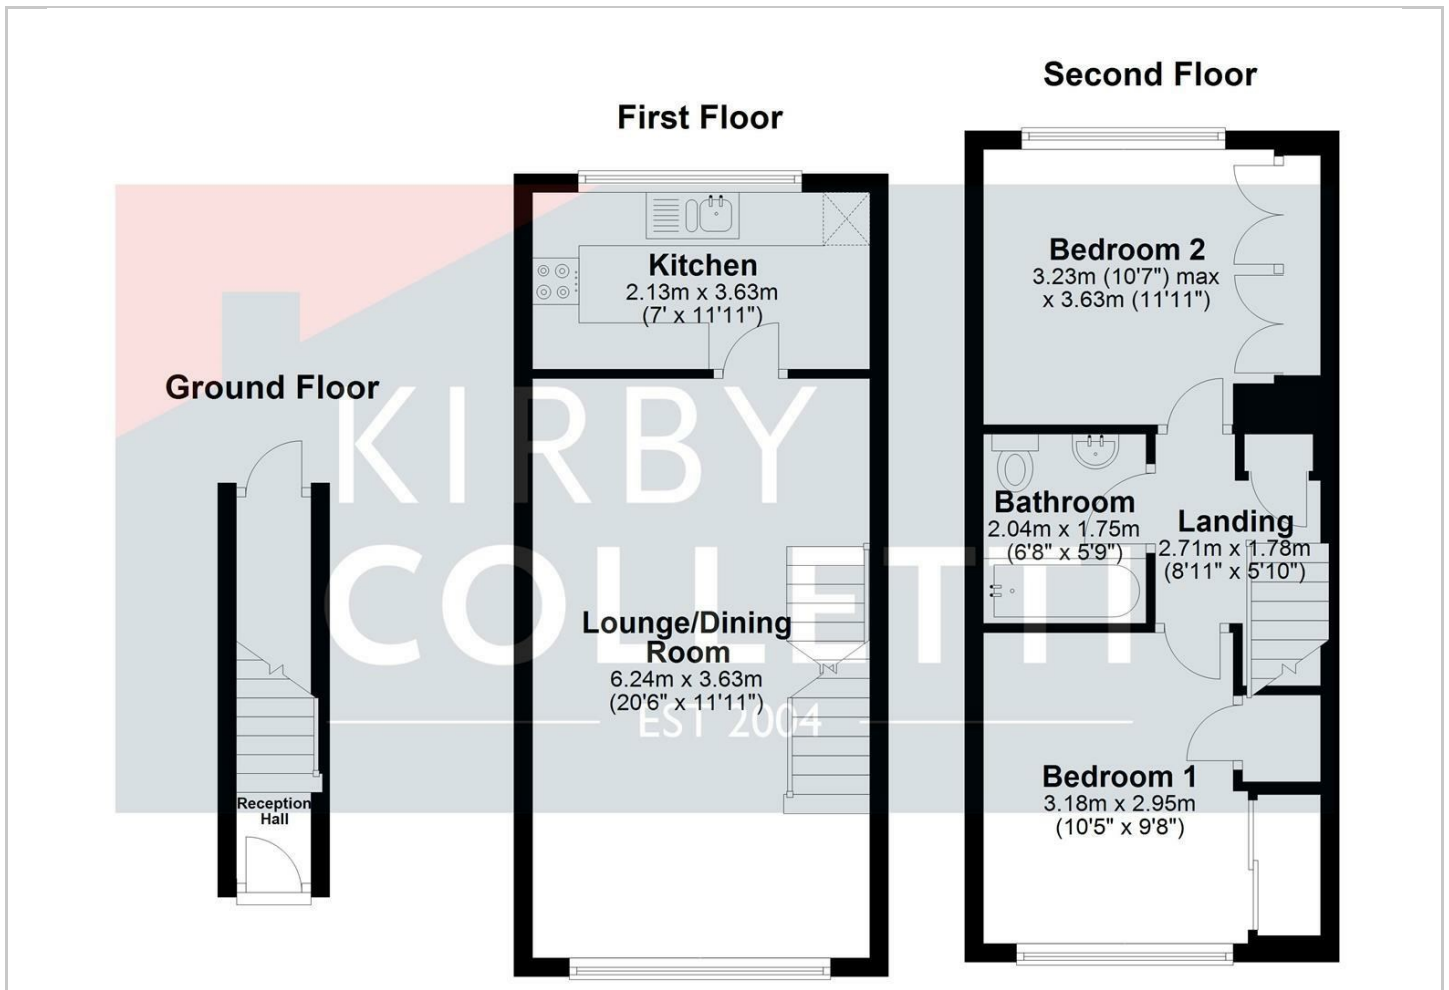 Ground Floor
Reception
Hall
First Floor
Kitchen
2.13m x 3.63m
(7' x 11'11")
Lounge/Dining
Room
6.24m x 3.63m
(20'6" x 11'11")
Second Floor
Bedroom 2
3.23m (10'7") max
x 3.63m (11'11")
Bathroom
2.04m x 1.75m
(6'8" x 5'9")
Landing
2.71m x 1.78m
(8'11" x 5'10")
Bedroom 1
3.18m x 2.95m
(10'5" x 9'8")
KIRBY
COLLETTI
EST 2004